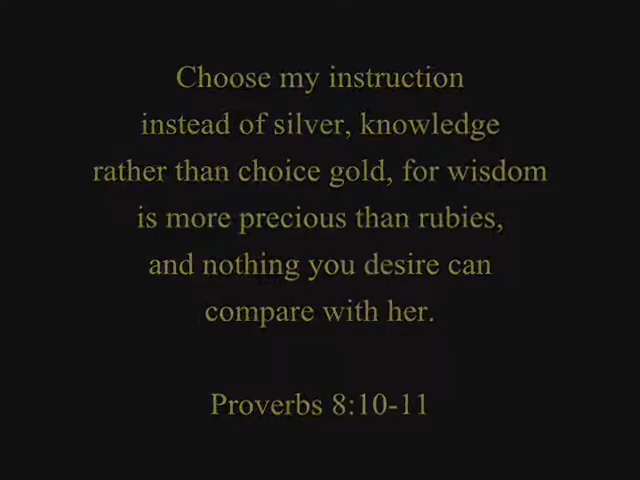 Choose my instruction
instead of silver, knowledge
rather than choice gold, for wisdom
is more precious than rubies,
and nothing you desire can
compare with her.
Proverbs 8:10-11